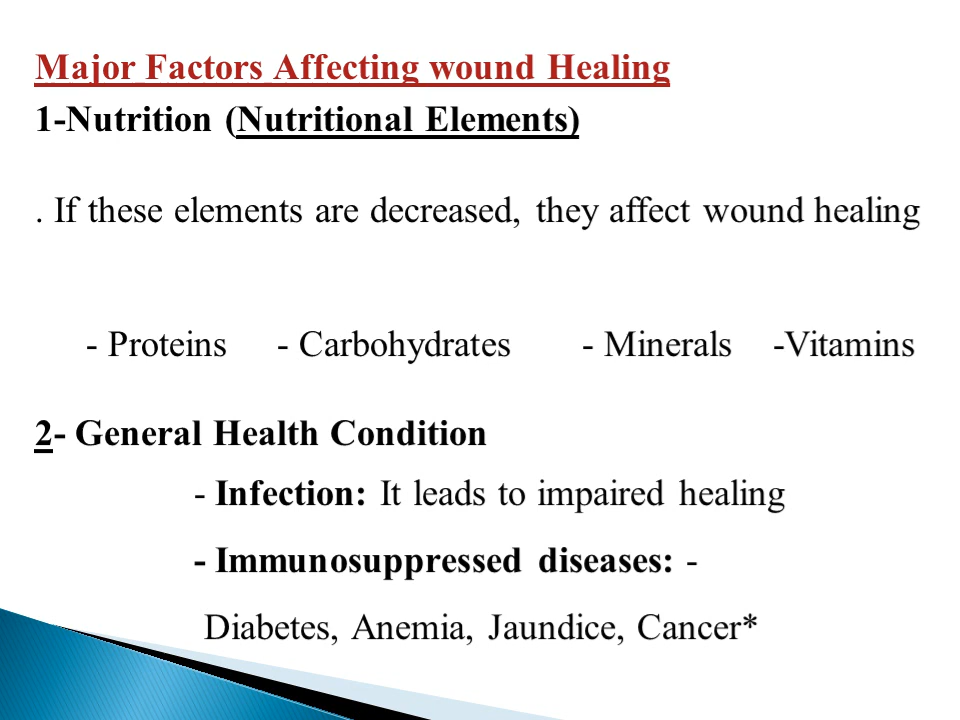 Major Factors Affecting wound Healing
1-Nutrition (Nutritional Elements)
. If these elements are decreased, they affect wound healing
- Proteins - Carbohydrates - Minerals -Vitamins
2- General Health Condition
- Infection: It leads to impaired healing
- Immunosuppressed diseases: -
Diabetes, Anemia, Jaundice, Cancer*